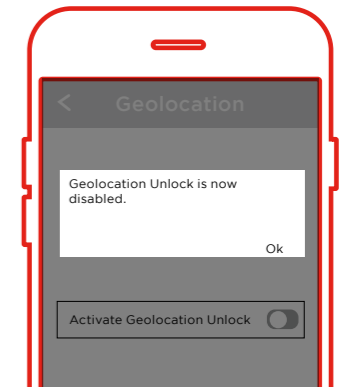 Geolocation
Geolocation Unlock is now
disabled.
Ok
Activate Geolocation Unlock